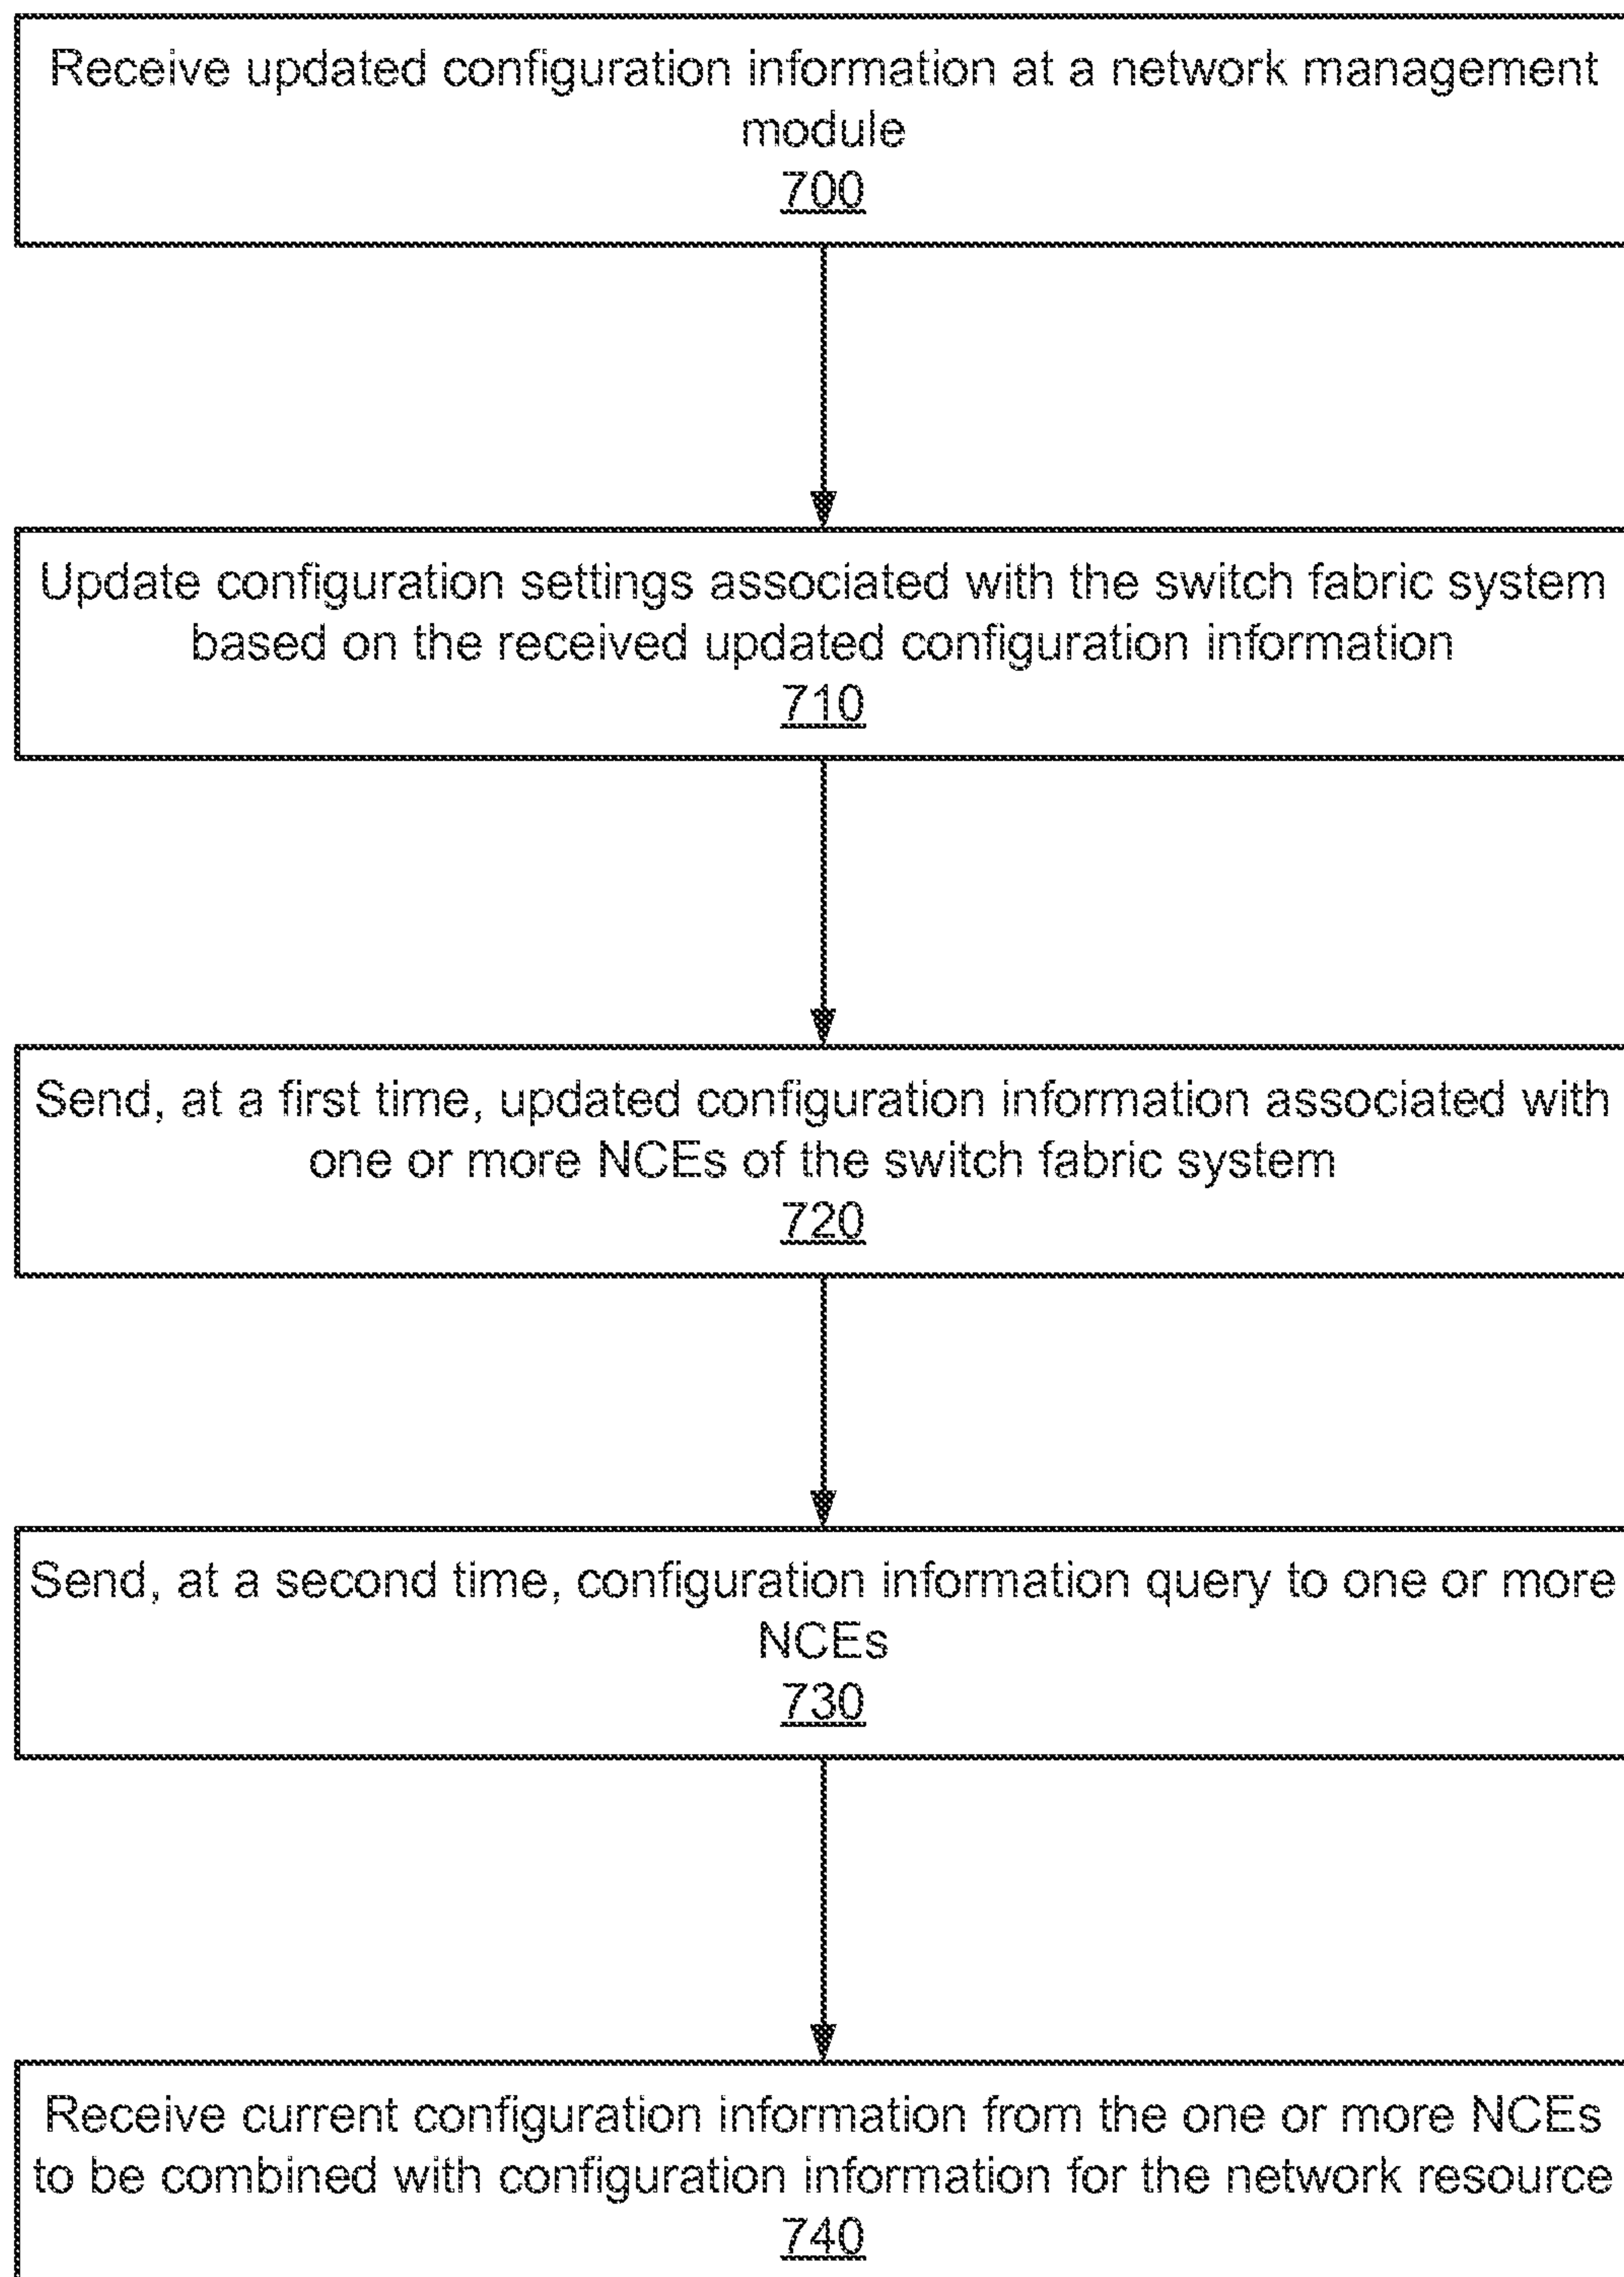 Receive updated configuration information at a network management
module
700
Update configuration settings associated with the switch fabric system
based on the received updated configuration information
710
Send, at a first time, updated configuration information associated with
one or more NCEs of the switch fabric system
720
Send, at a second time, configuration information query to one or more
NCEs
730
Receive current configuration information from the one or more NCEs
to be combined with configuration information for the network resource
740